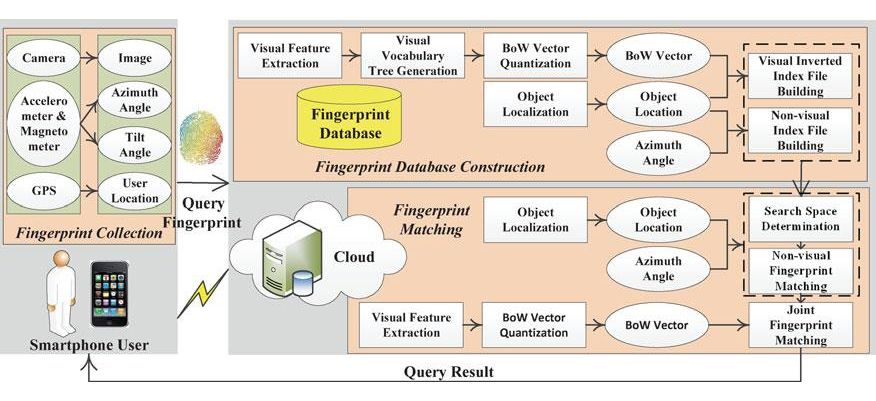 Camera
Image
Accelero
meter &
Magneto
meter
Azimuth
Angle
Tilt
Angle
GPS
User
Location
Fingerprint Collection
Query
Fingerprint
Smartphone User
Visual Feature
Extraction
Visual
Vocabulary
Tree Generation
BoW Vector
Quantization
BoW Vector
Visual Inverted
Index File
Building
Fingerprint
Database
Object
Localization
Object
Location
Non-visual
Index File
Building
Azimuth
Angle
Fingerprint Database Construction
Cloud
Fingerprint
Matching
Object
Localization
Object
Location
Search Space
Determination
Azimuth
Angle
Non-visual
Fingerprint
Matching
Visual Feature
Extraction
BoW Vector
Quantization
BoW Vector
Joint
Fingerprint
Matching
Query Result